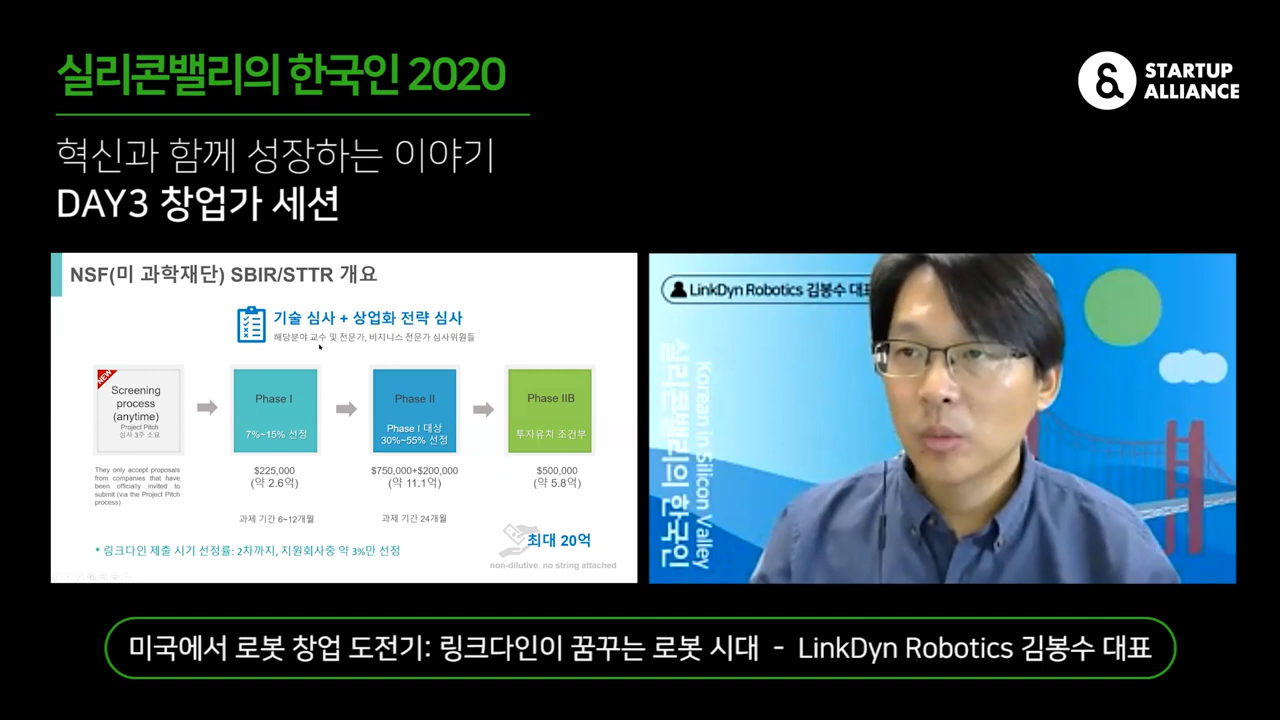 실리콘밸리의 한국인 2020
STARTUP
ALLIANCE
혁신과 함께 성장하는 이야기
DAY3 창업가 세션
NSF(미 과학재단) SBIR/STTR 개요
기술 심사 + 상업화 전략 심사
해당분야 교수 및 전문가, 비지니스 전문가 심사위원들
NEW
Screening
process
(anytime)
Project Pitch
심사 3주 소요
They only accept proposals
from companies that have
been officially invited to
submit (via the Project Pitch
process)
Phase I
7%~15% 선정
$225,000
(약 2.6억)
과제 기간 6~12개월
Phase II
Phase I 대상
30%~55% 선정
$750,000+$200,000
(약 11.1억)
과제 기간 24개월
Phase IIB
투자유치 조건부
$500,000
(약 5.8억)
* 링크다인 제출 시기 선정률: 2차까지, 지원회사중 약 3%만 선정
최대 20억
non-dilutive, no string attached
LinkDyn Robotics 김봉수 대표
Korean in Silicon Valley
실리콘밸리의 한국인
미국에서 로봇 창업 도전기: 링크다인이 꿈꾸는 로봇 시대 - LinkDyn Robotics 김봉수 대표